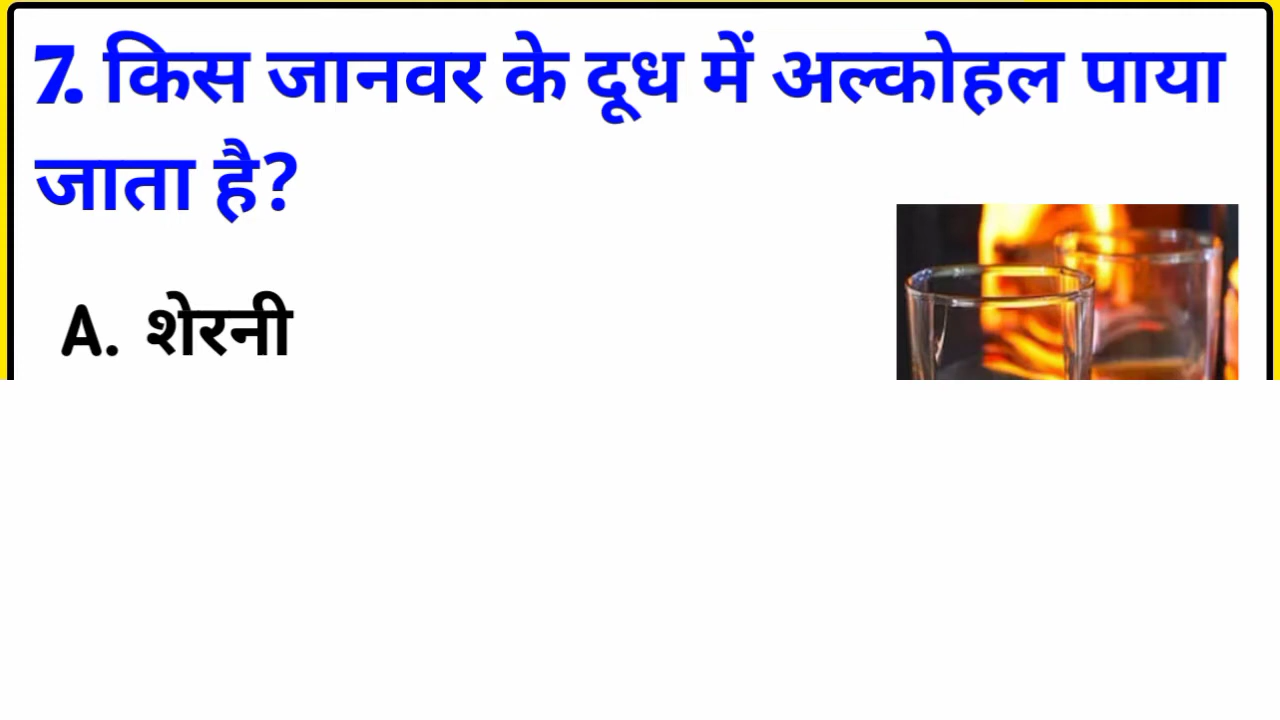 7. किस जानवर के दूध में अल्कोहल पाया
जाता है?
A. शेरनी